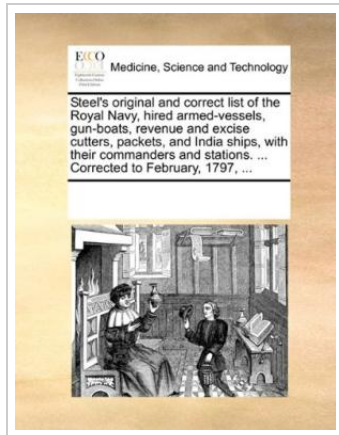 ECCO
Medicine, Science and Technology
Steel's original and correct list of the
Royal Navy, hired armed-vessels,
gun-boats, revenue and excise
cutters, packets, and India ships, with
their commanders and stations. ...
Corrected to February, 1797, ...